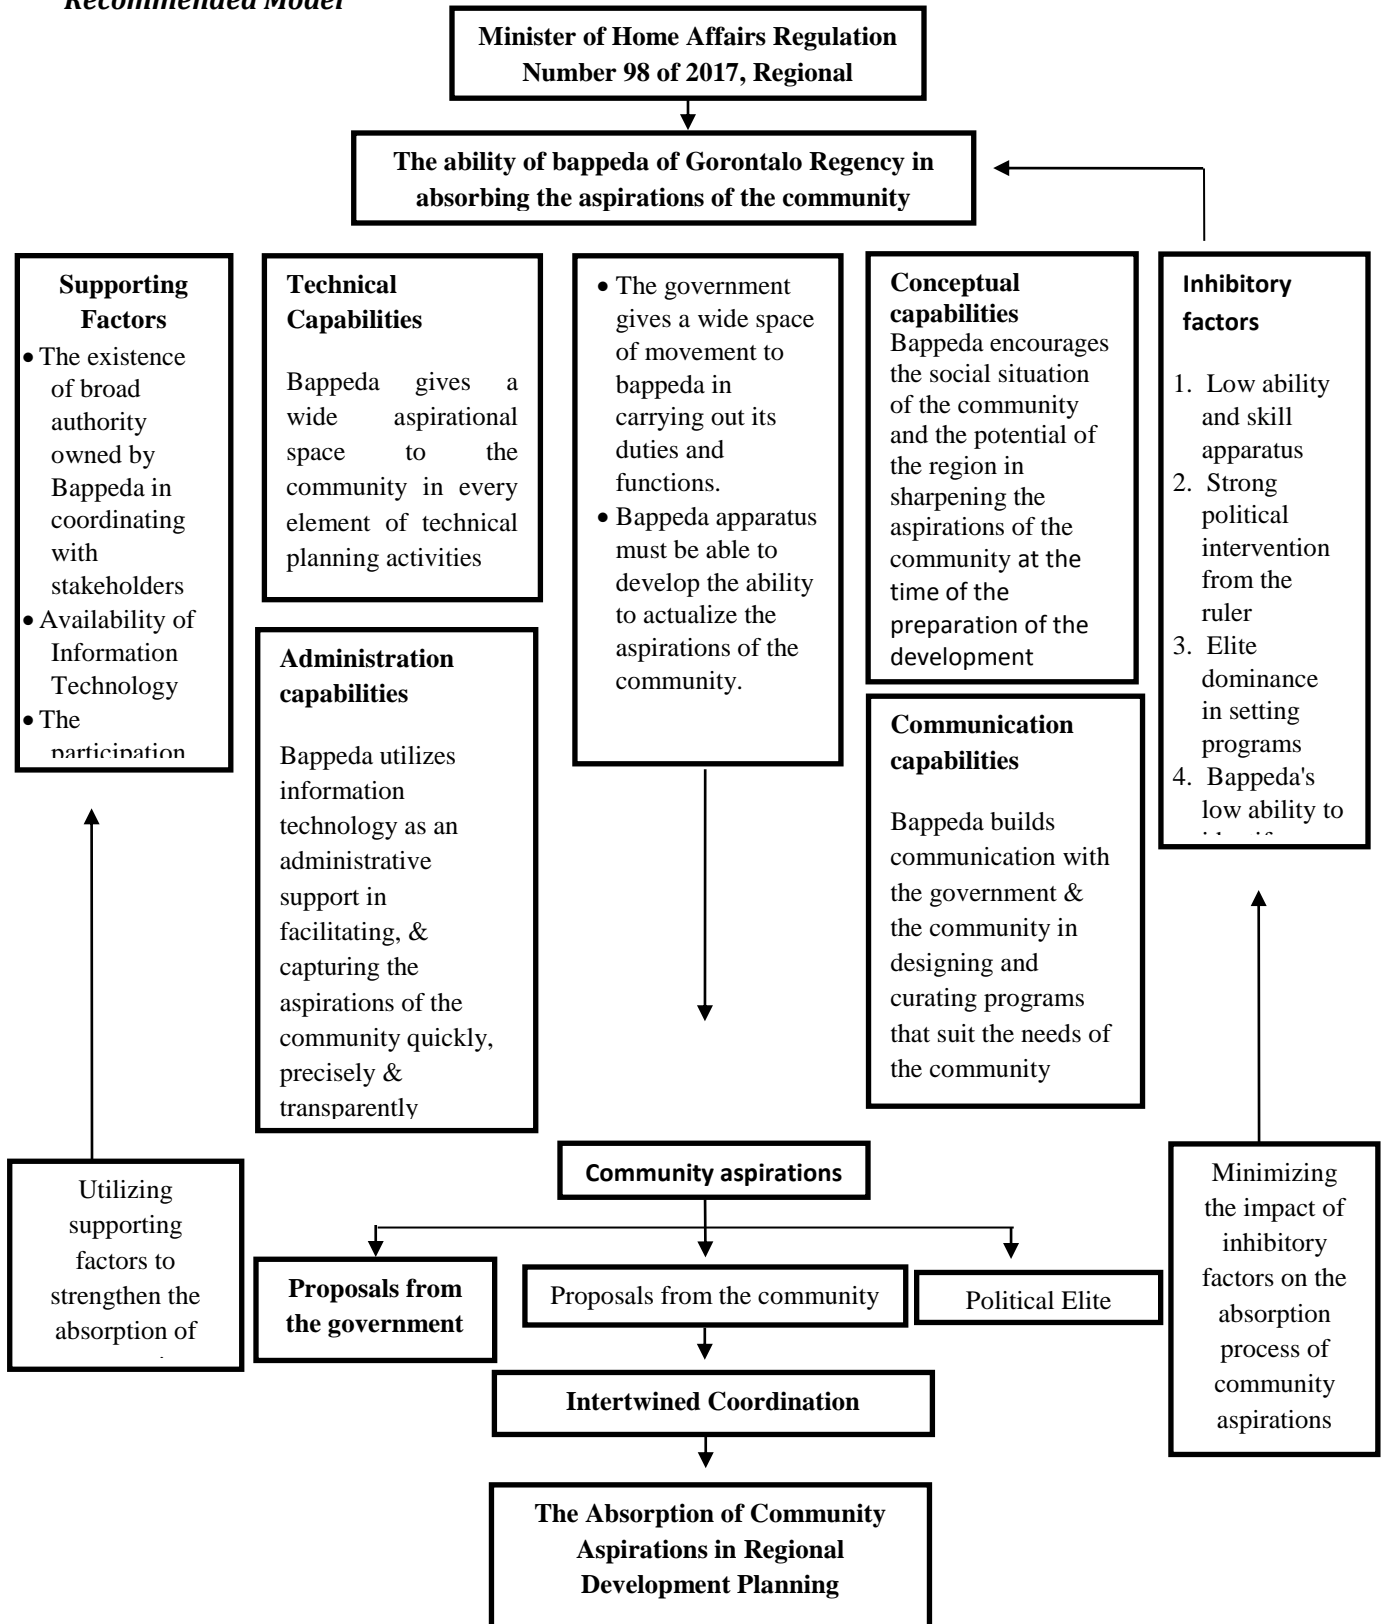 Recommended Model
Minister of Home Affairs Regulation
Number 98 of 2017, Regional
The ability of bappeda of Gorontalo Regency in
absorbing the aspirations of the community
Supporting
Factors
• The existence
of broad
authority
owned by
Bappeda in
coordinating
with
stakeholders
• Availability of
Information
Technology
• The
participation
Technical
Capabilities
Bappeda gives a
wide aspirational
space to the
community in every
element of technical
planning activities
Administration
capabilities
Bappeda utilizes
information
technology as an
administrative
support in
facilitating, &
capturing the
aspirations of the
community quickly,
precisely &
transparently
• The government
gives a wide space
of movement to
bappeda in
carrying out its
duties and
functions.
• Bappeda apparatus
must be able to
develop the ability
to actualize the
aspirations of the
community.
Conceptual
capabilities
Bappeda encourages
the social situation
of the community
and the potential of
the region in
sharpening the
aspirations of the
community at the
time of the
preparation of the
development
Communication
capabilities
Bappeda builds
communication with
the government &
the community in
designing and
curating programs
that suit the needs of
the community
Inhibitory
factors
1. Low ability
and skill
apparatus
2. Strong
political
intervention
from the
ruler
3. Elite
dominance
in setting
programs
4. Bappeda's
low ability to
Utilizing
supporting
factors to
strengthen the
absorption of
Community aspirations
Proposals from
the government
Proposals from the community
Political Elite
Minimizing
the impact of
inhibitory
factors on the
absorption
process of
community
aspirations
Intertwined Coordination
The Absorption of Community
Aspirations in Regional
Development Planning